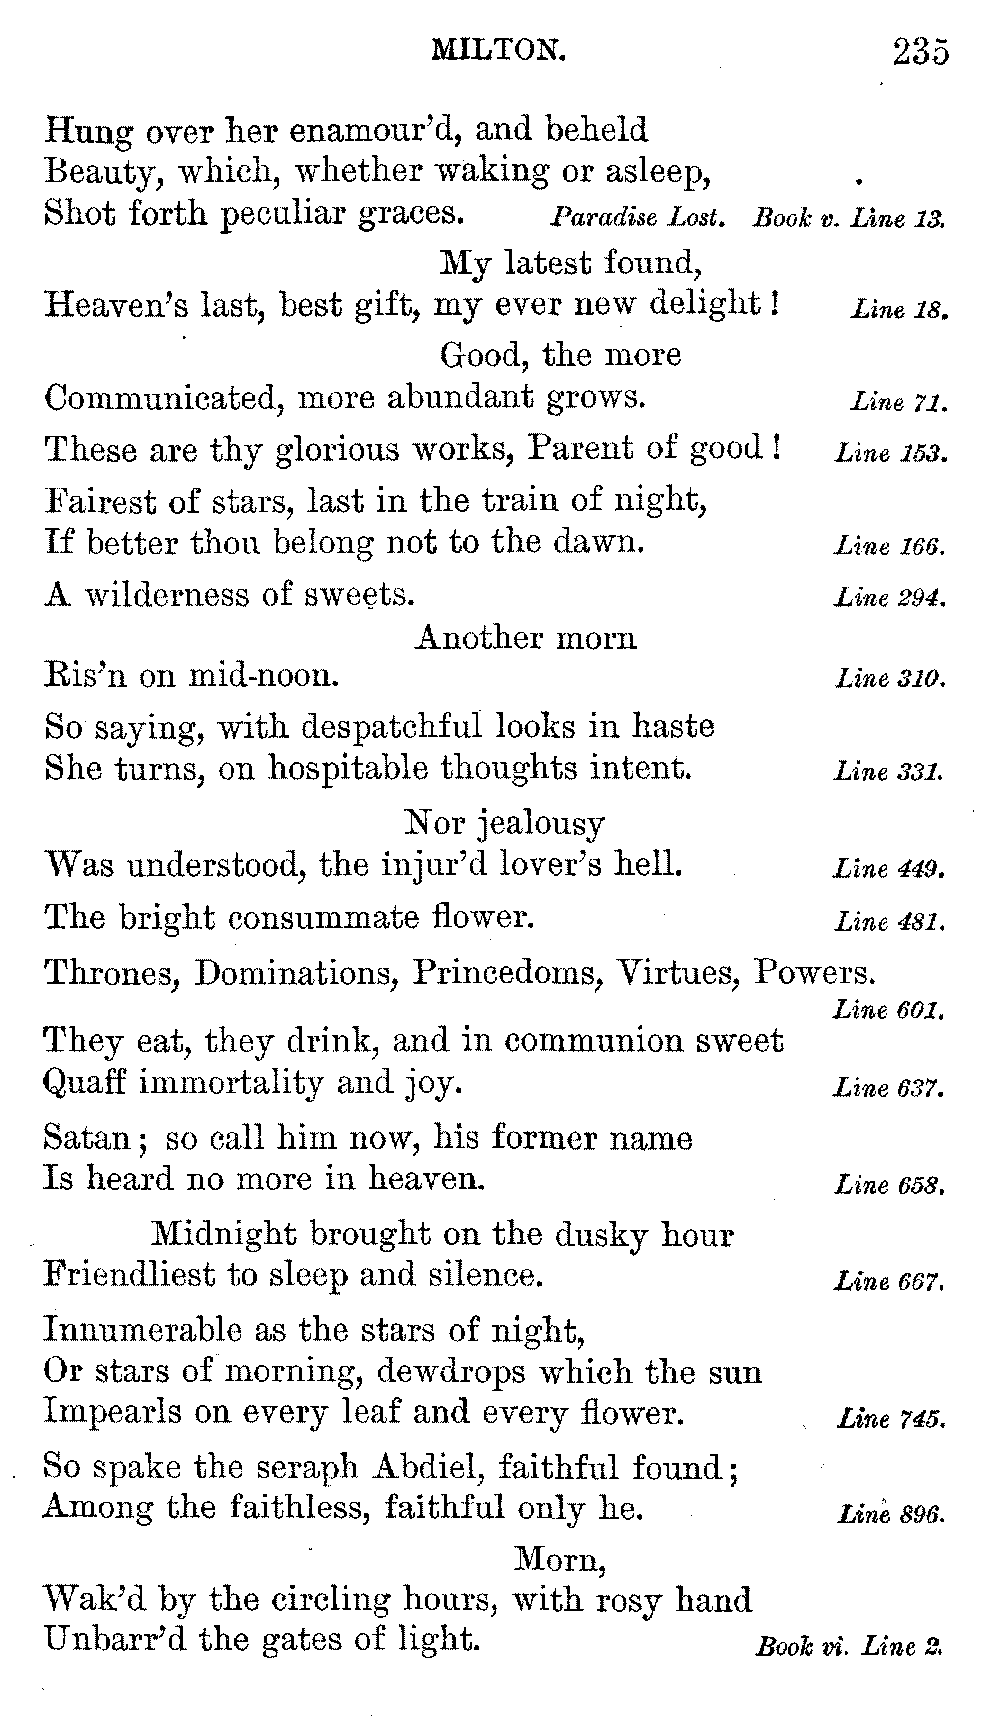 MILTON. 235
Hung over her enamour'd, and beheld
Beauty, which, whether waking or asleep,
Shot forth peculiar graces. Paradise Lost. Book v. Line 13.
My latest found,
Heaven's last, best gift, my ever new delight! Line 18.
Good, the more
Communicated, more abundant grows. Line 71.
These are thy glorious works, Parent of good! Line 153.
Fairest of stars, last in the train of night,
If better thou belong not to the dawn. Line 166.
A wilderness of sweets. Line 294.
Another morn
Ris'n on mid-noon. Line 310.
So saying, with despatchful looks in haste
She turns, on hospitable thoughts intent. Line 331.
Nor jealousy
Was understood, the injur'd lover's hell. Line 449.
The bright consummate flower. Line 481.
Thrones, Dominations, Princedoms, Virtues, Powers.
Line 601.
They eat, they drink, and in communion sweet
Quaff immortality and joy. Line 637.
Satan; so call him now, his former name
Is heard no more in heaven. Line 658.
Midnight brought on the dusky hour
Friendliest to sleep and silence. Line 667.
Innumerable as the stars of night,
Or stars of morning, dewdrops which the sun
Impearls on every leaf and every flower. Line 745.
So spake the seraph Abdiel, faithful found;
Among the faithless, faithful only he. Line 896.
Morn,
Wak'd by the circling hours, with rosy hand
Unbarr'd the gates of light. Book vi. Line 2.